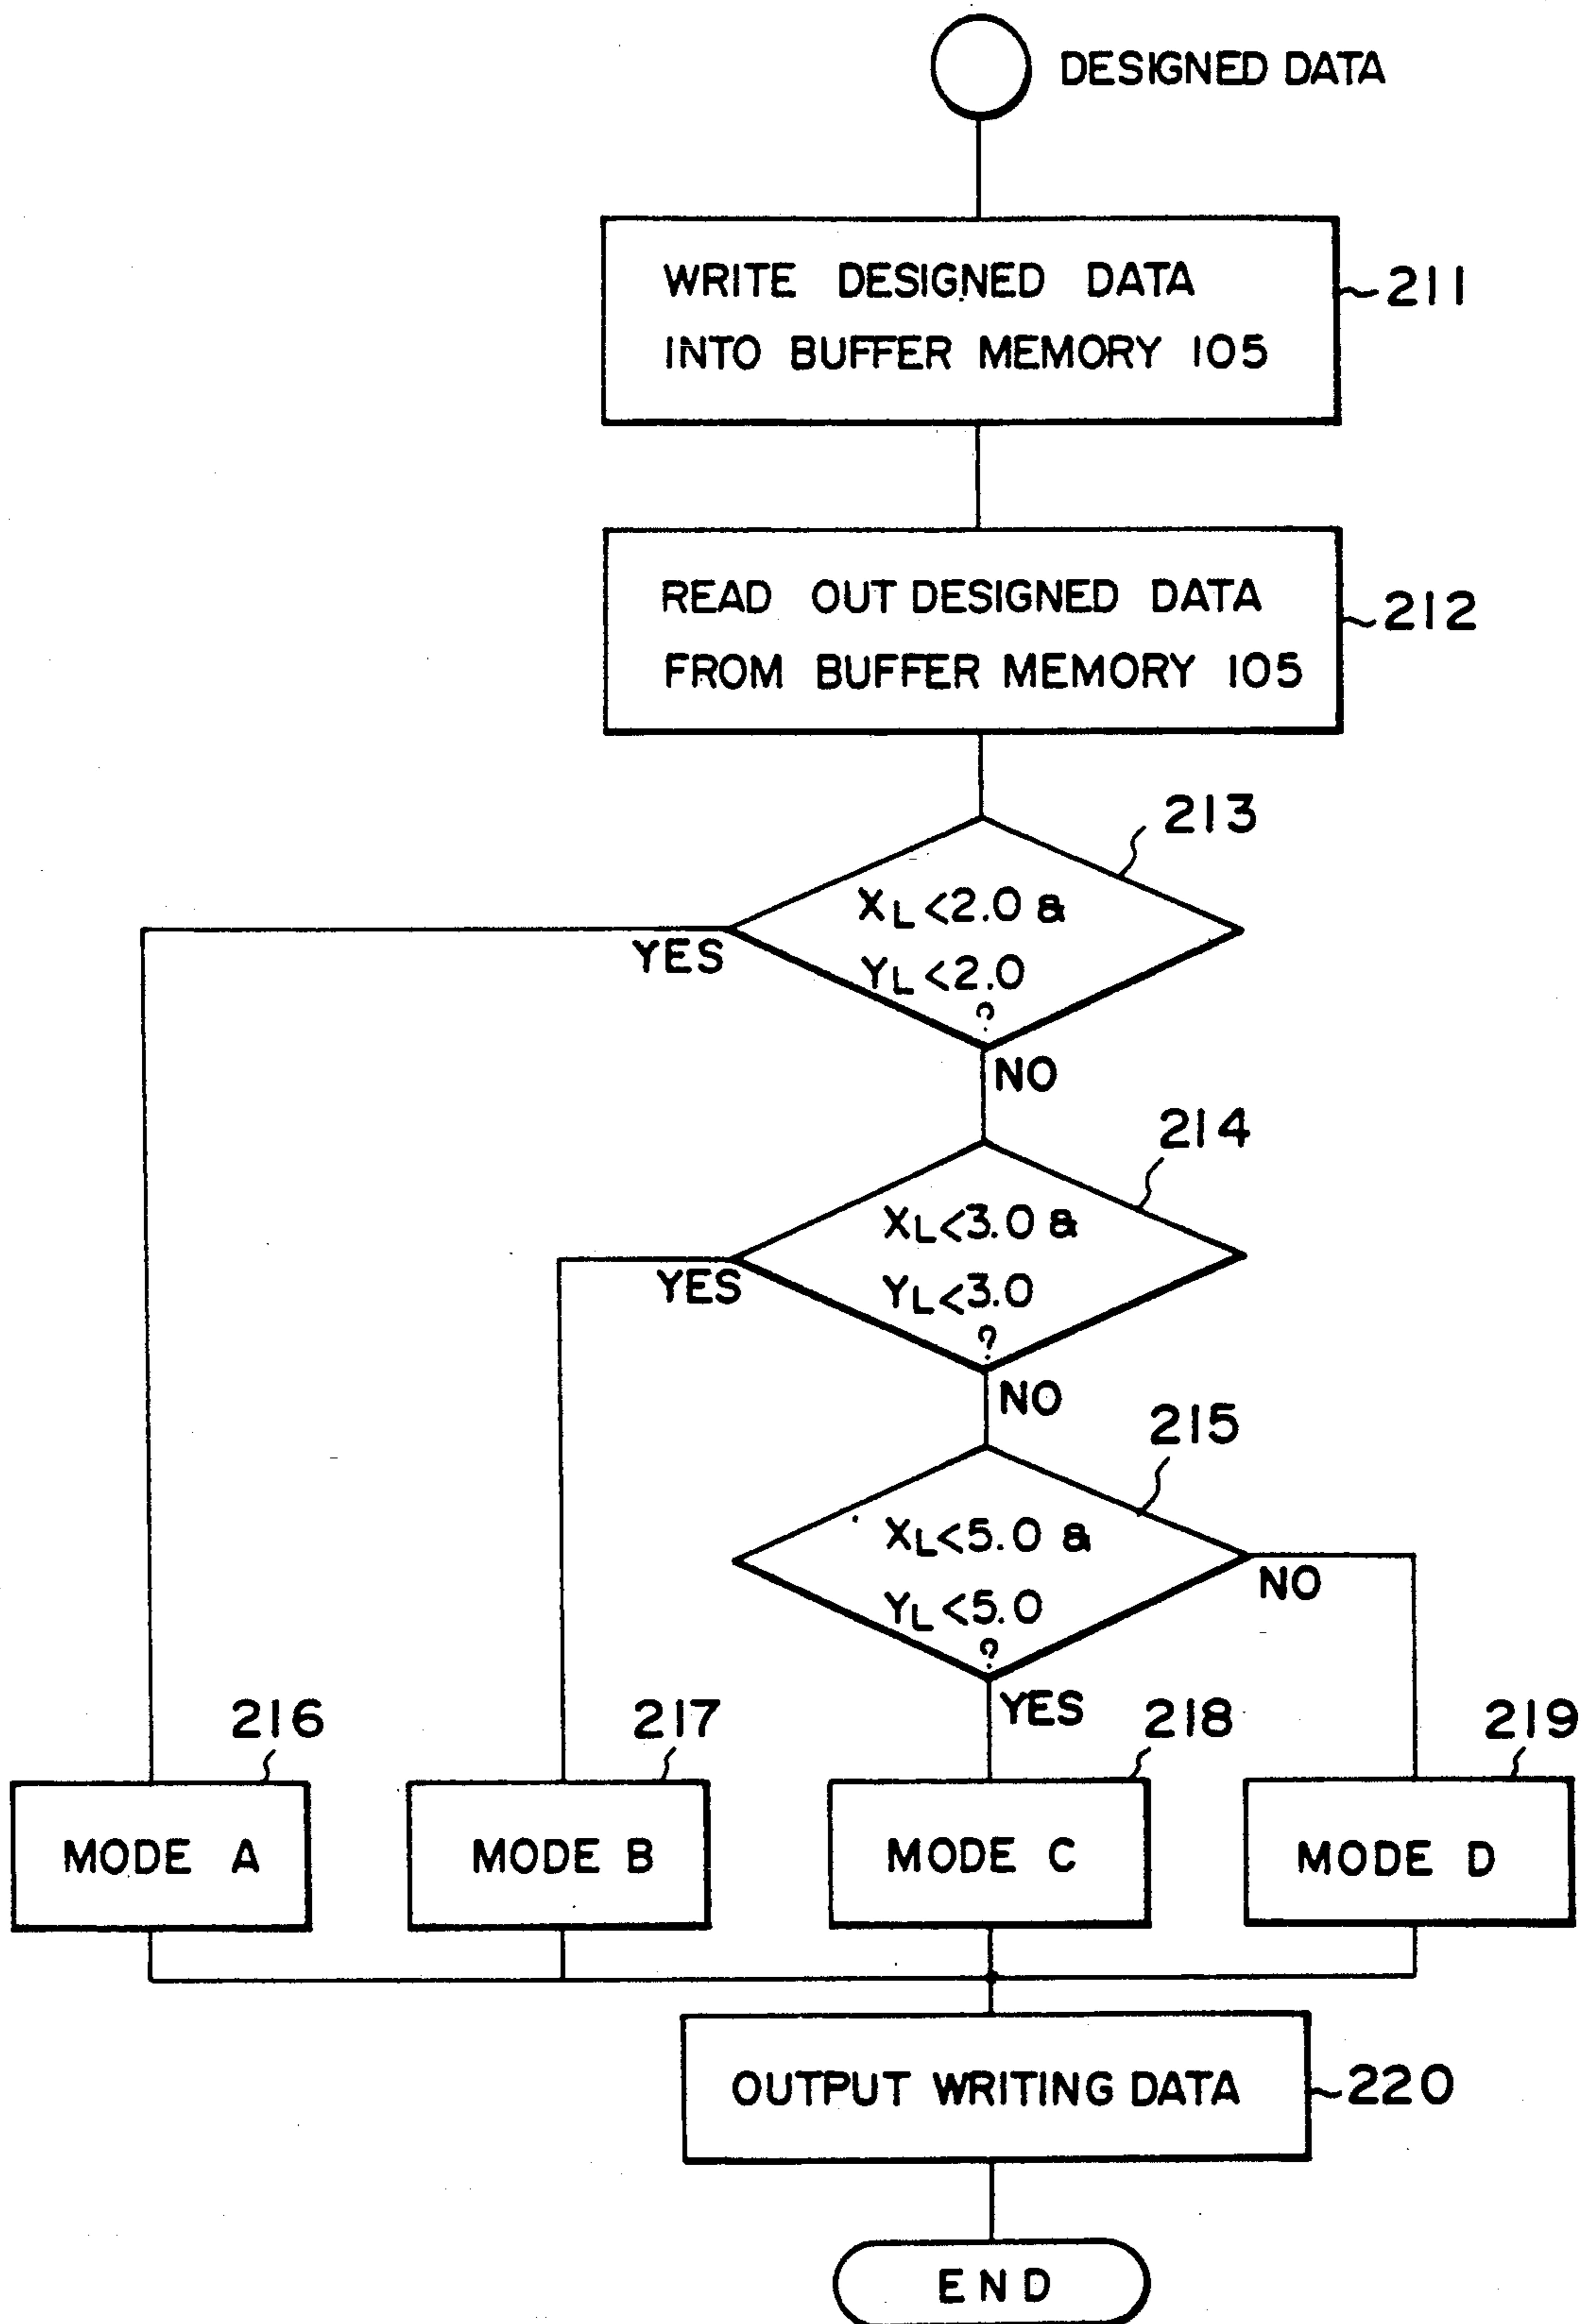 DESIGNED DATA
WRITE DESIGNED DATA
INTO BUFFER MEMORY 105
211
READ OUT DESIGNED DATA
FROM BUFFER MEMORY 105
212
213
XL<2.0 &
YL<2.0
?
YES
NO
214
XL<3.0 &
YL<3.0
?
YES
NO
215
XL<5.0 &
YL<5.0
?
NO
YES
216
217
218
219
MODE A
MODE B
MODE C
MODE D
OUTPUT WRITING DATA
220
END